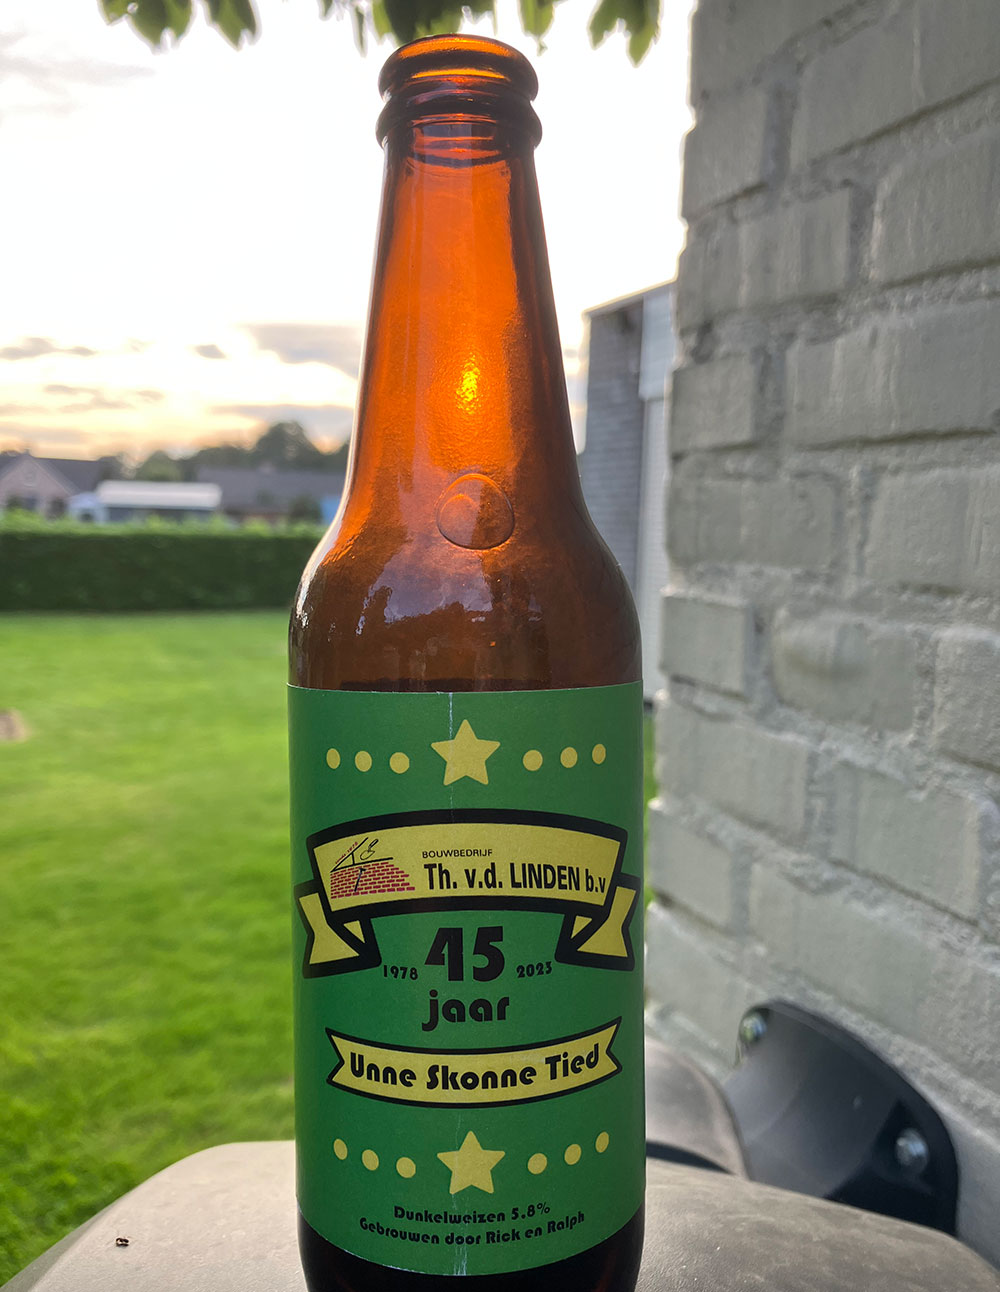 BOUWBEDRIJF
Th. v.d. LINDEN b.v
1978 45 2023
jaar
Unne Skonne Tied
Dunkelweizen 5.8%
Gebrouwen door Rick en Ralph